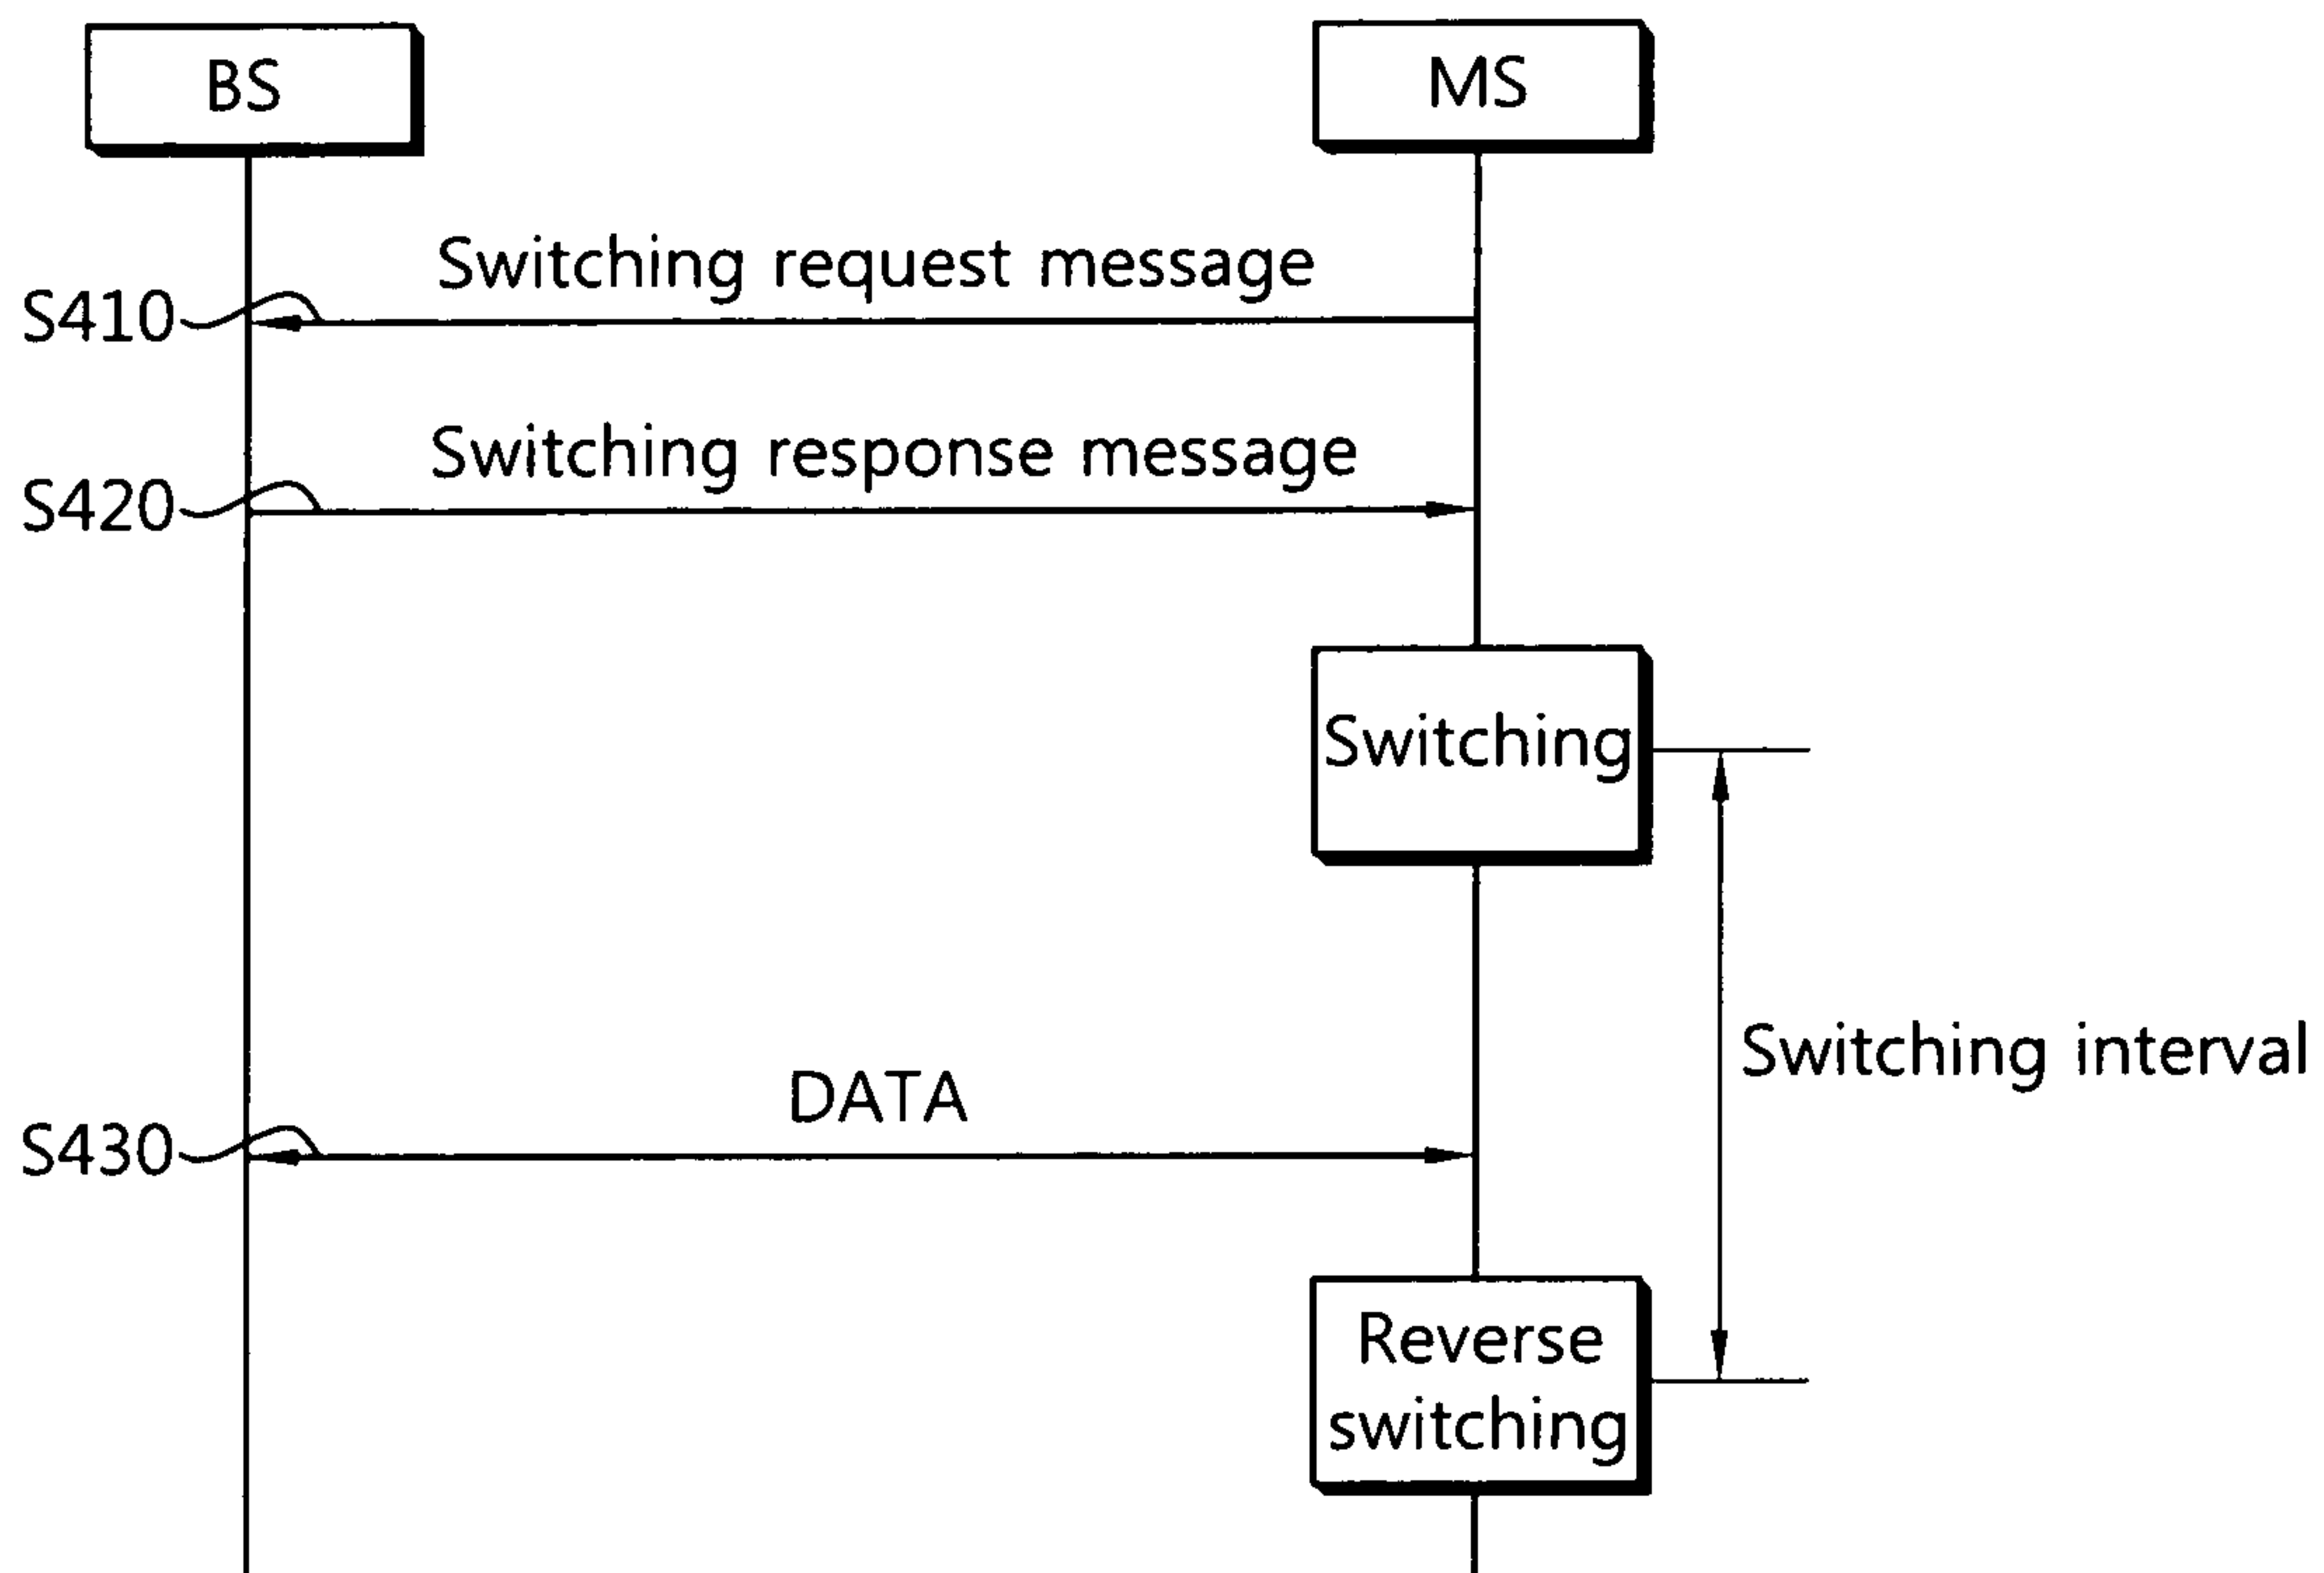 BS
MS
Switching request message
S410
Switching response message
S420
Switching
Switching interval
DATA
S430
Reverse
switching